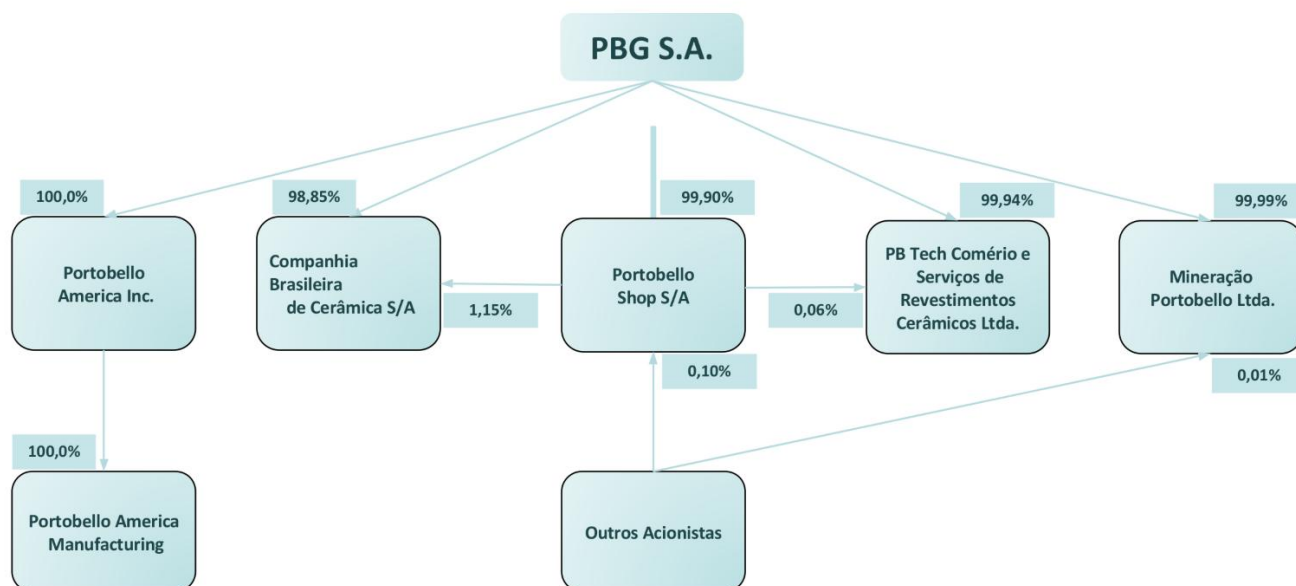 PBG S.A.
100,0%
98,85%
99,90%
99,94%
99,99%
Portobello
America Inc.
Companhia
Brasileira
de Cerâmica S/A
1,15%
Portobello
Shop S/A
0,06%
PB Tech Comério e
Serviços de
Revestimentos
Cerâmicos Ltda.
Mineração
Portobello Ltda.
0,10%
0,01%
100,0%
Portobello America
Manufacturing
Outros Acionistas